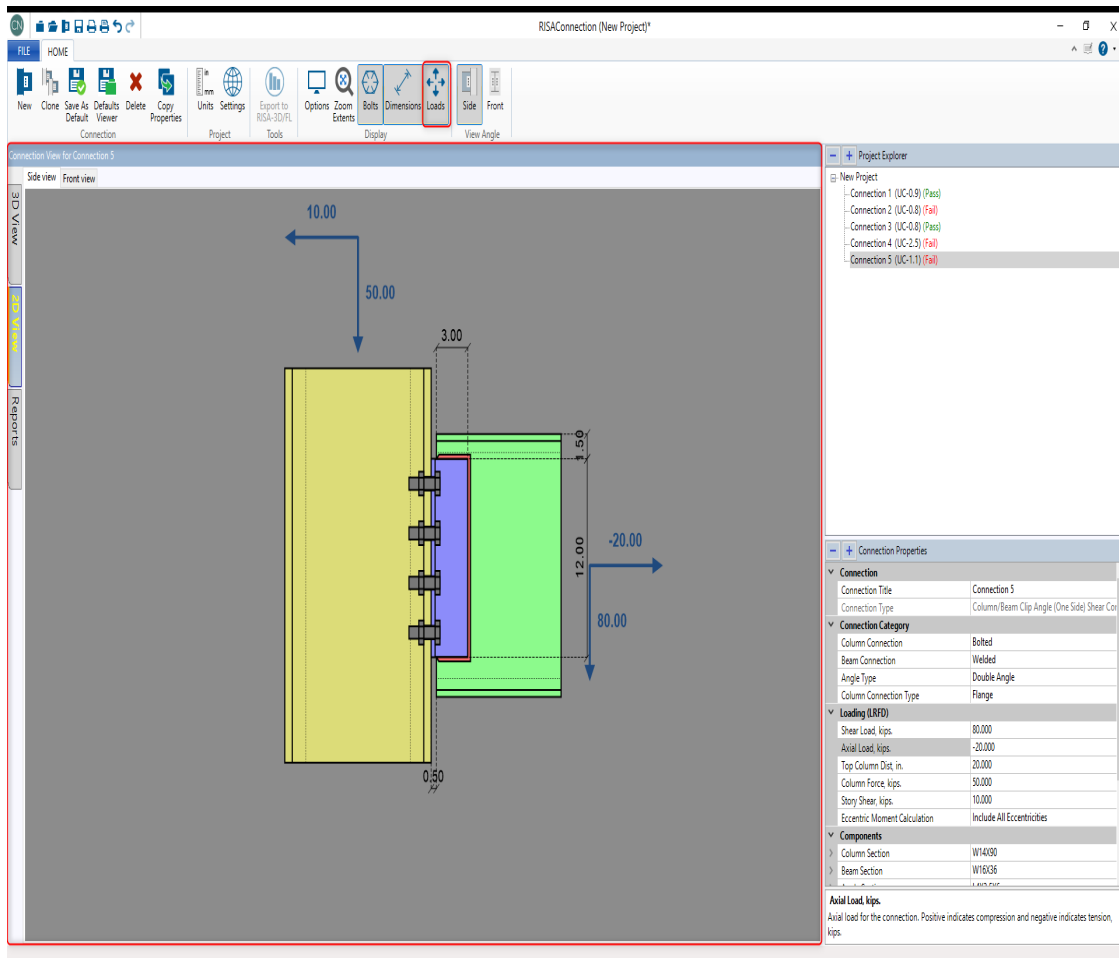 CN
RISAConnection (New Project)*
FILE
HOME
New
Clone
Save As Default
Defaults Viewer
Delete
Copy Properties
Connection
in
mm
Units
Settings
Project
Export to RISA-3D/FL
Tools
Options
Zoom Extents
Bolts
Dimensions
Loads
Display
Side
Front
View Angle
Connection View for Connection 5
Side view
Front view
3D View
2D View
Reports
10.00
50.00
3.00
1.50
12.00
-20.00
80.00
0.50
Project Explorer
New Project
Connection 1 (UC-0.9) (Pass)
Connection 2 (UC-0.8) (Fail)
Connection 3 (UC-0.8) (Pass)
Connection 4 (UC-2.5) (Fail)
Connection 5 (UC-1.1) (Fail)
Connection Properties
Connection
Connection Title Connection 5
Connection Type Column/Beam Clip Angle (One Side) Shear Cor
Connection Category
Column Connection Bolted
Beam Connection Welded
Angle Type Double Angle
Column Connection Type Flange
Loading (LRFD)
Shear Load, kips. 80.000
Axial Load, kips. -20.000
Top Column Dist, in. 20.000
Column Force, kips. 50.000
Story Shear, kips. 10.000
Eccentric Moment Calculation Include All Eccentricities
Components
Column Section W14X90
Beam Section W16X36
Axial Load, kips.
Axial load for the connection. Positive indicates compression and negative indicates tension,
kips.